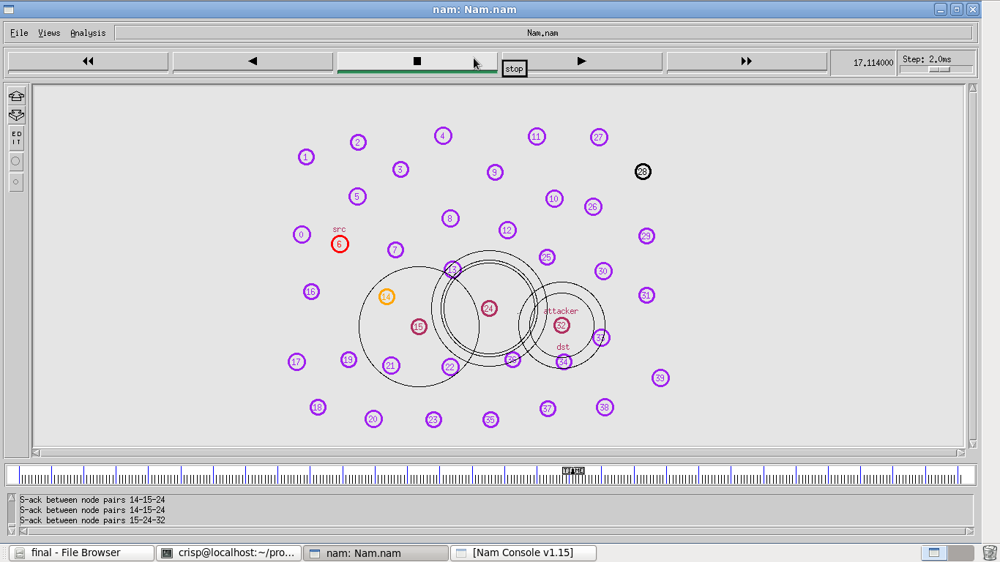 nam: Nam.nam
File Views Analysis Nam.nam
stop
17.114000
Step: 2.0ms
ED
IT
4
11
27
2
1
3
9
28
5
10
26
8
12
0
src
6
29
7
25
13
30
16
14
31
24
attacker
15
32
33
dst
17
19
21
22
36
34
39
18
20
23
35
37
38
TIME
S-ack between node pairs 14-15-24
S-ack between node pairs 14-15-24
S-ack between node pairs 15-24-32
final - File Browser
crisp@localhost:~/pro...
nam: Nam.nam
[Nam Console v1.15]